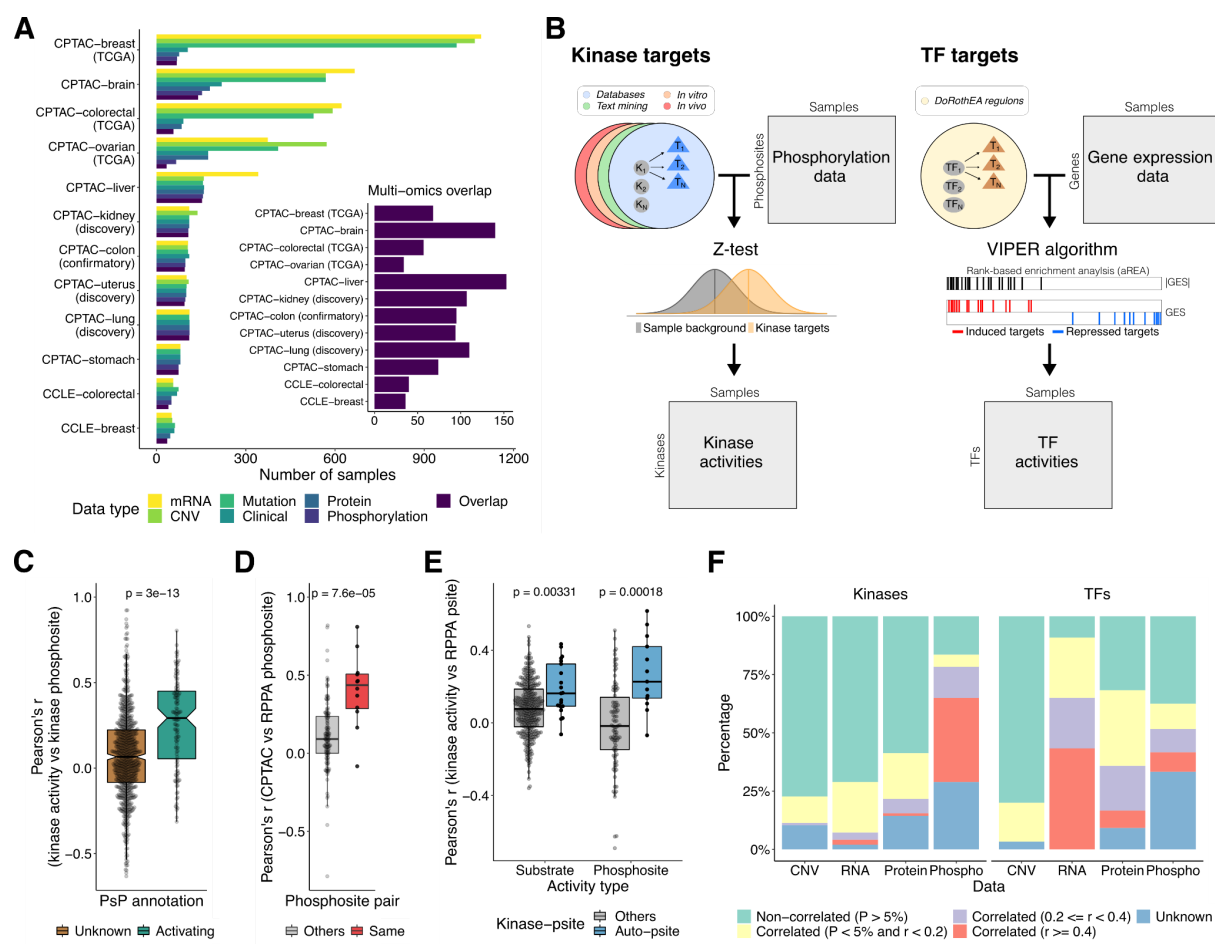 A
CPTAC−breast
(TCGA)
CPTAC−brain
CPTAC−colorectal
(TCGA)
CPTAC−ovarian
(TCGA)
CPTAC−liver
CPTAC−kidney
(discovery)
CPTAC−colon
(confirmatory)
CPTAC−uterus
(discovery)
CPTAC−lung
(discovery)
CPTAC−stomach
CCLE−colorectal
CCLE−breast
0 300 600 900 1200
Number of samples
Multi−omics overlap
CPTAC−breast (TCGA)
CPTAC−brain
CPTAC−colorectal (TCGA)
CPTAC−ovarian (TCGA)
CPTAC−liver
CPTAC−kidney (discovery)
CPTAC−colon (confirmatory)
CPTAC−uterus (discovery)
CPTAC−lung (discovery)
CPTAC−stomach
CCLE−colorectal
CCLE−breast
0 50 100 150
Data type
mRNA Mutation Protein Overlap
CNV Clinical Phosphorylation
B
Kinase targets
Databases In vitro
Text mining In vivo
K1 T1
K2 T2
KN TN
Samples
Phosphosites
Phosphorylation
data
Z-test
Sample background Kinase targets
Samples
Kinases
Kinase
activities
TF targets
DoRothEA regulons
TF1 T1
TF2 T2
TFN TN
Samples
Genes
Gene expression
data
VIPER algorithm
Rank-based enrichment anaylsis (aREA)
|GES|
GES
Induced targets Repressed targets
Samples
TFs
TF
activities
C
Pearson's r
(kinase activity vs kinase phosphosite)
p = 3e−13
1.0
0.5
0.0
−0.5
PsP annotation
Unknown Activating
D
Pearson's r (CPTAC vs RPPA phosphosite)
p = 7.6e−05
1.0
0.5
0.0
−0.5
Phosphosite pair
Others Same
E
Pearson's r (kinase activity vs RPPA psite)
p = 0.00331 p = 0.00018
0.4
0.0
−0.4
Substrate Phosphosite
Activity type
Kinase−psite
Others
Auto−psite
F
Kinases TFs
Percentage
100%
75%
50%
25%
0%
CNV RNA Protein Phospho CNV RNA Protein Phospho
Data
Non−correlated (P > 5%) Correlated (0.2 <= r < 0.4) Unknown
Correlated (P < 5% and r < 0.2) Correlated (r >= 0.4)